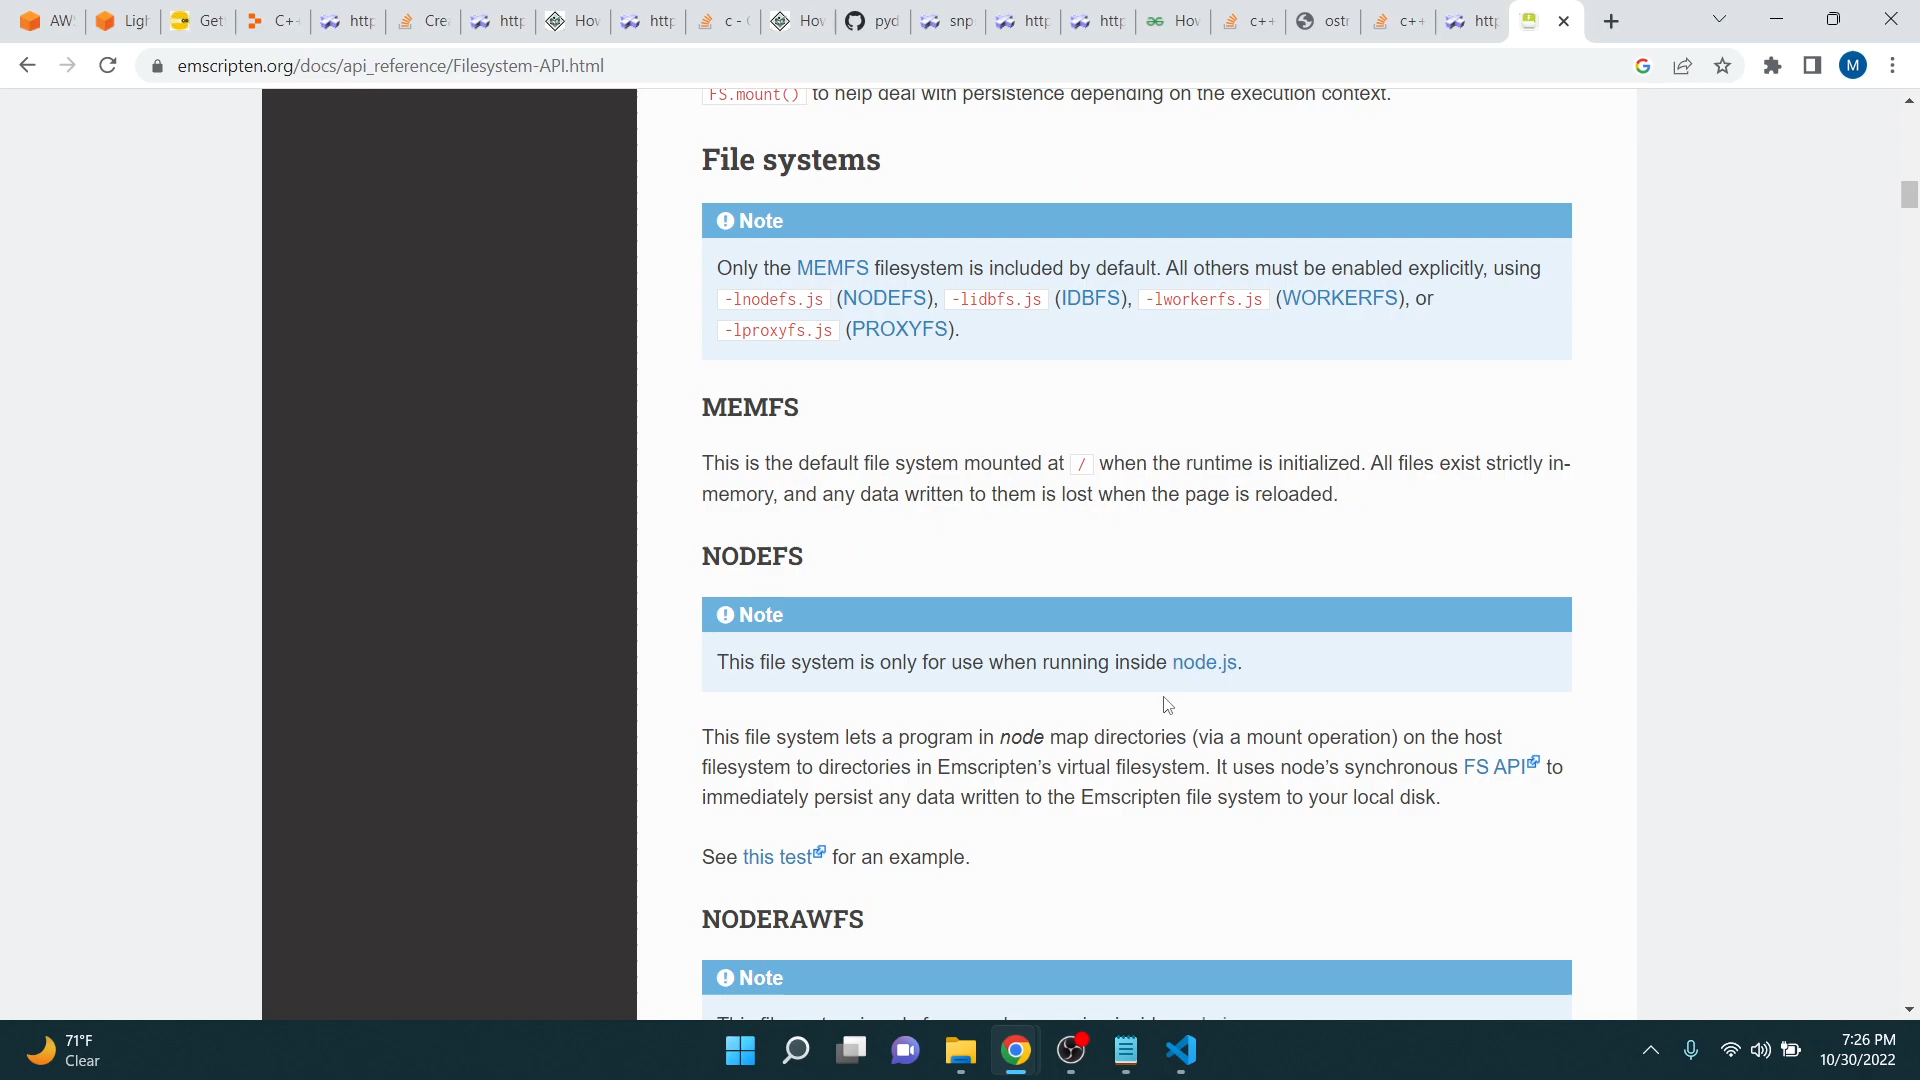 AW
Ligh
Get
C++
http
Crea
http
How
http
c - 
How
pyd
snp
http
http
How
c++
ostr
c++
http
emscripten.org/docs/api_reference/Filesystem-API.html
M
FS.mount() to help deal with persistence depending on the execution context.
File systems
Note
Only the MEMFS filesystem is included by default. All others must be enabled explicitly, using
-lnodefs.js (NODEFS), -lidbfs.js (IDBFS), -lworkerfs.js (WORKERFS), or
-lproxyfs.js (PROXYFS).
MEMFS
This is the default file system mounted at / when the runtime is initialized. All files exist strictly in-
memory, and any data written to them is lost when the page is reloaded.
NODEFS
Note
This file system is only for use when running inside node.js.
This file system lets a program in node map directories (via a mount operation) on the host
filesystem to directories in Emscripten’s virtual filesystem. It uses node’s synchronous FS API to
immediately persist any data written to the Emscripten file system to your local disk.
See this test for an example.
NODERAWFS
Note
71°F
Clear
7:26 PM
10/30/2022